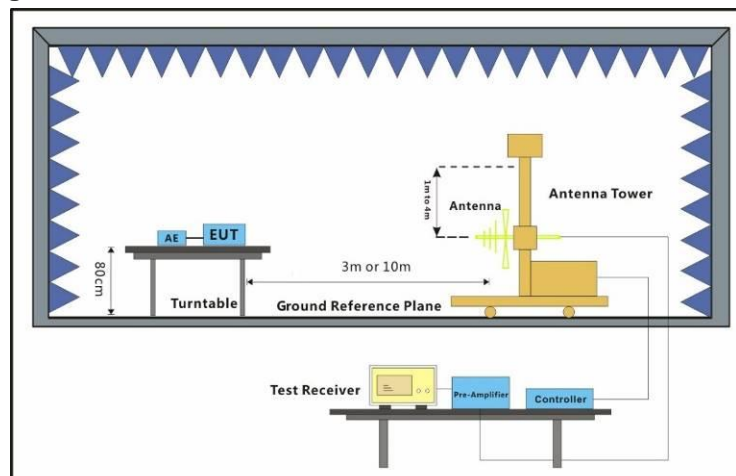 1m to 4m
Antenna
Antenna Tower
AE
EUT
80cm
3m or 10m
Turntable
Ground Reference Plane
Test Receiver
Pre-Amplifier
Controller